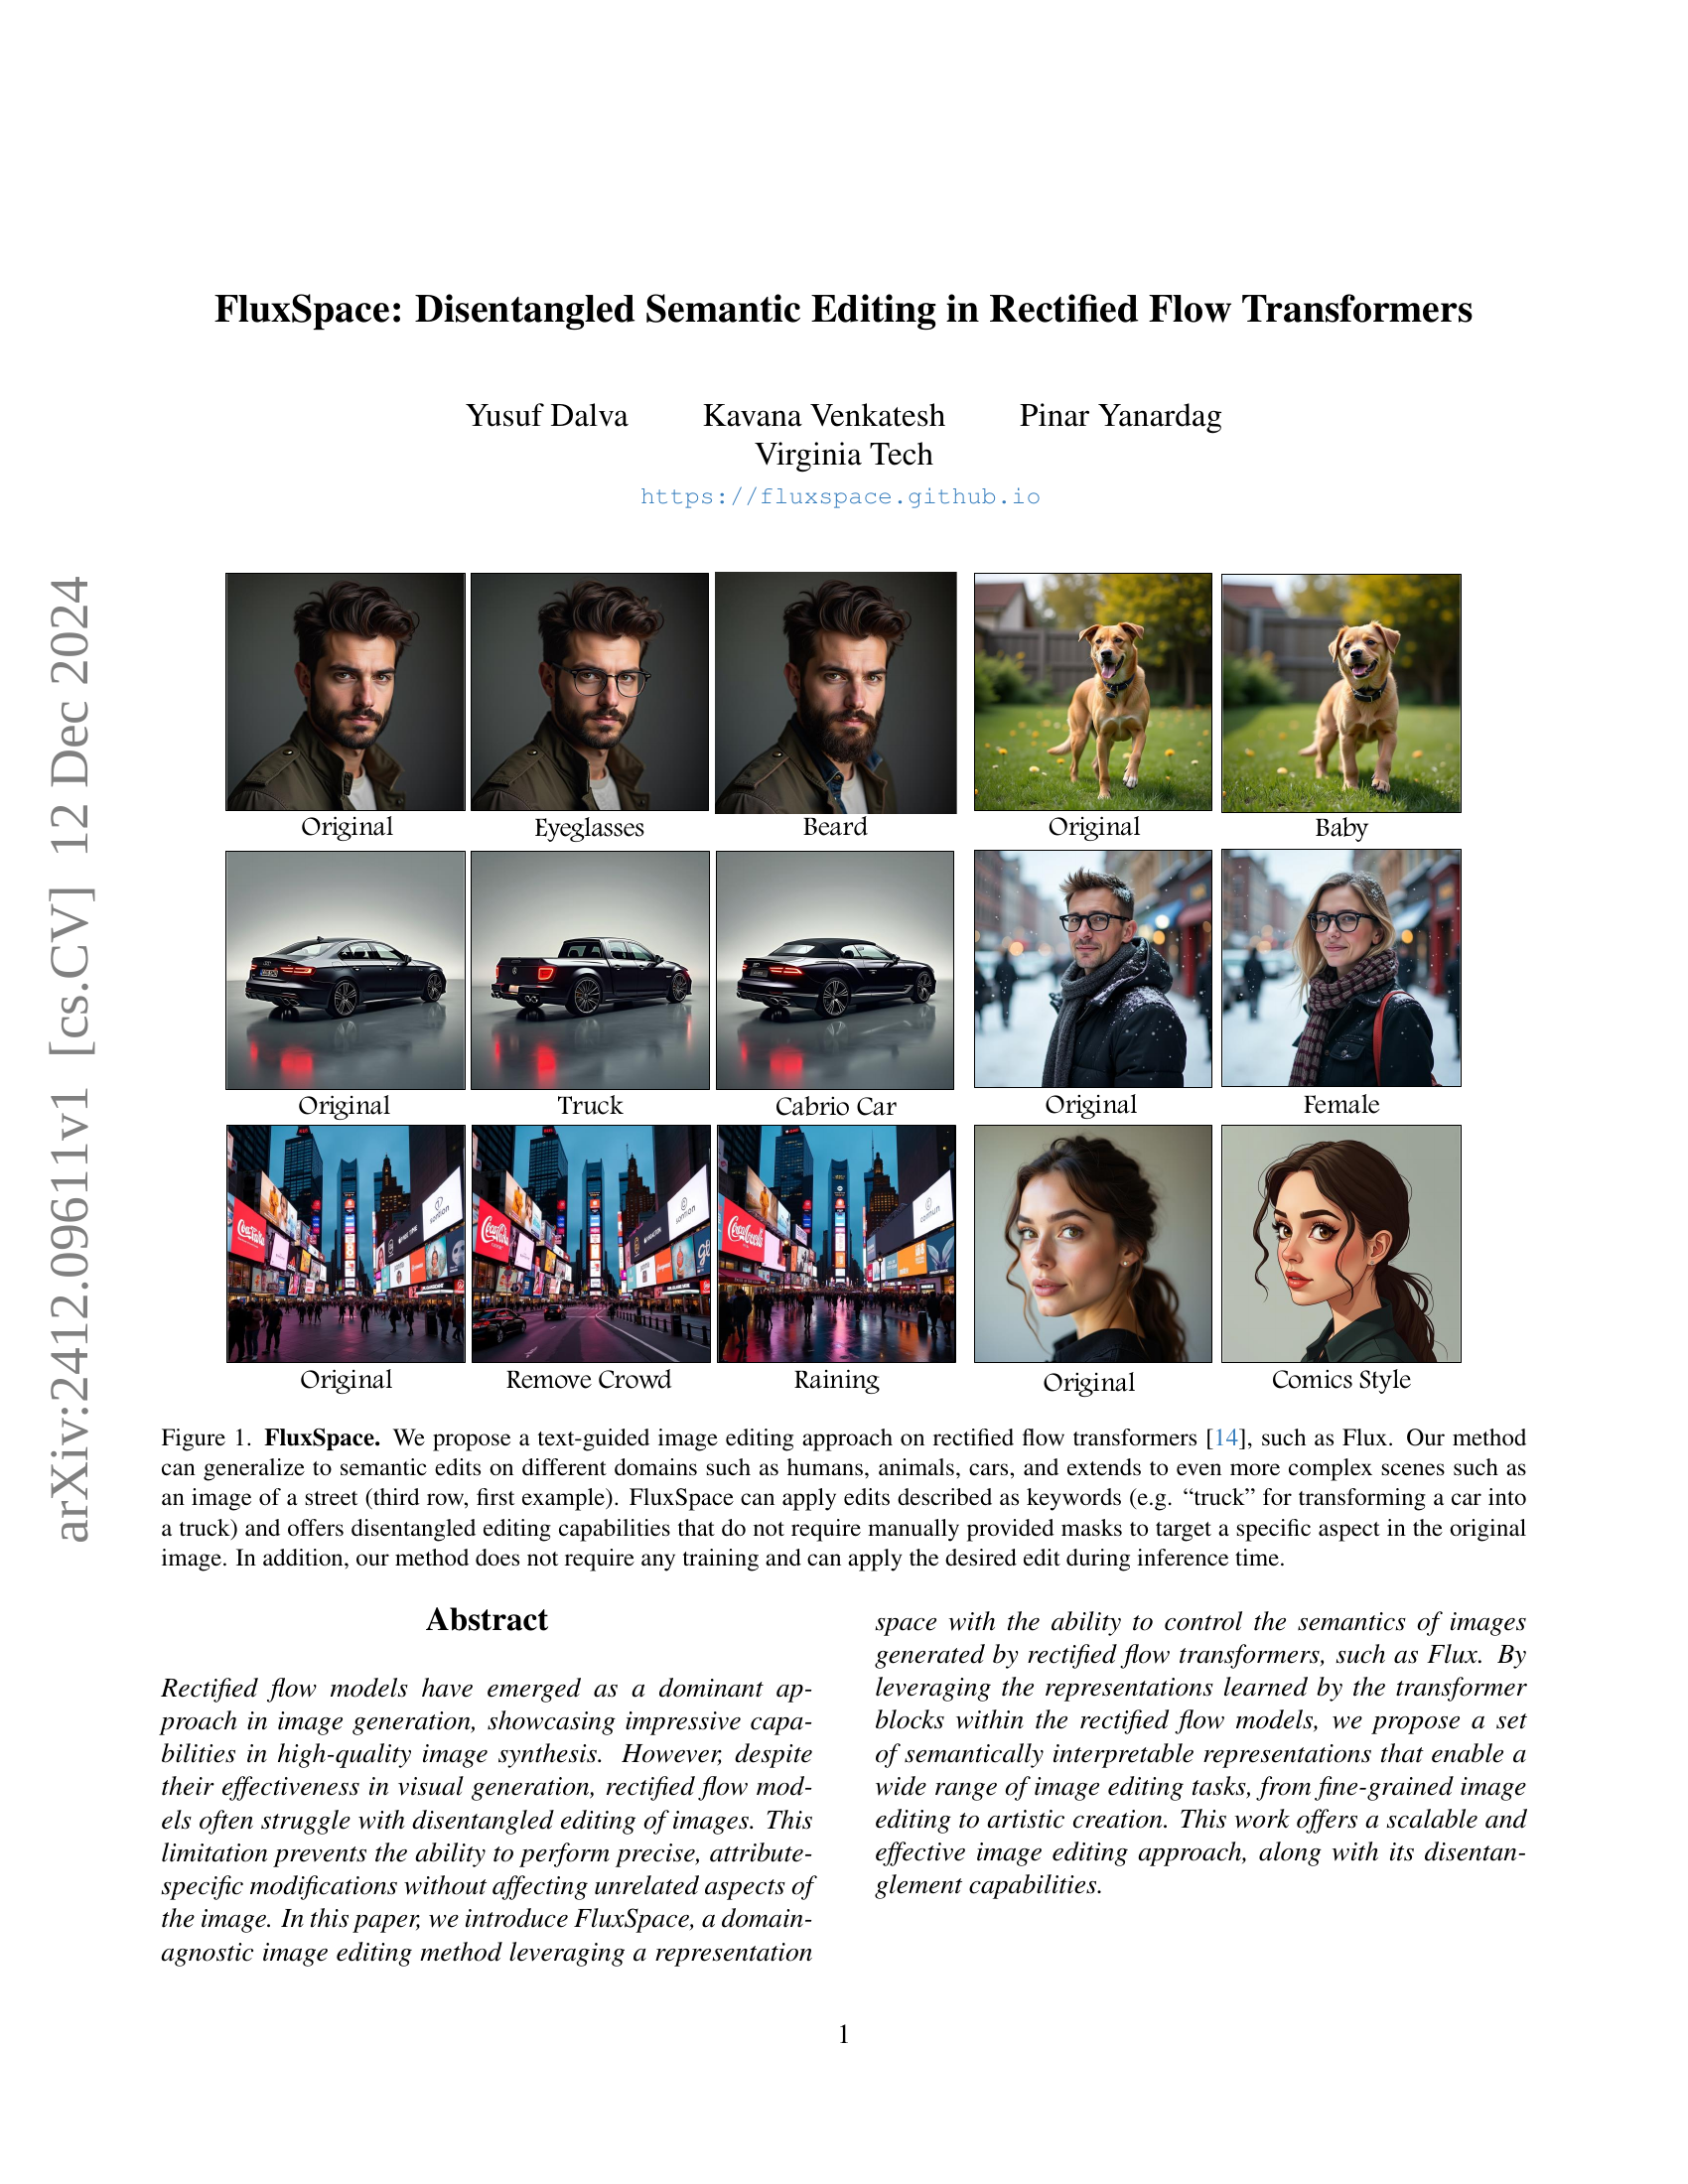 arXiv:2412.09611v1 [cs.CV] 12 Dec 2024
FluxSpace: Disentangled Semantic Editing in Rectified Flow Transformers
Yusuf Dalva Kavana Venkatesh Pinar Yanardag
Virginia Tech
https://fluxspace.github.io
Original Eyeglasses Beard Original Baby
Original Truck Cabrio Car Original Female
Coca-Cola
Original Remove Crowd Raining Original Comics Style
Figure 1. FluxSpace. We propose a text-guided image editing approach on rectified flow transformers [14], such as Flux. Our method
can generalize to semantic edits on different domains such as humans, animals, cars, and extends to even more complex scenes such as
an image of a street (third row, first example). FluxSpace can apply edits described as keywords (e.g. “truck” for transforming a car into
a truck) and offers disentangled editing capabilities that do not require manually provided masks to target a specific aspect in the original
image. In addition, our method does not require any training and can apply the desired edit during inference time.
Abstract
Rectified flow models have emerged as a dominant ap-
proach in image generation, showcasing impressive capa-
bilities in high-quality image synthesis. However, despite
their effectiveness in visual generation, rectified flow mod-
els often struggle with disentangled editing of images. This
limitation prevents the ability to perform precise, attribute-
specific modifications without affecting unrelated aspects of
the image. In this paper, we introduce FluxSpace, a domain-
agnostic image editing method leveraging a representation
space with the ability to control the semantics of images
generated by rectified flow transformers, such as Flux. By
leveraging the representations learned by the transformer
blocks within the rectified flow models, we propose a set
of semantically interpretable representations that enable a
wide range of image editing tasks, from fine-grained image
editing to artistic creation. This work offers a scalable and
effective image editing approach, along with its disentan-
glement capabilities.
1